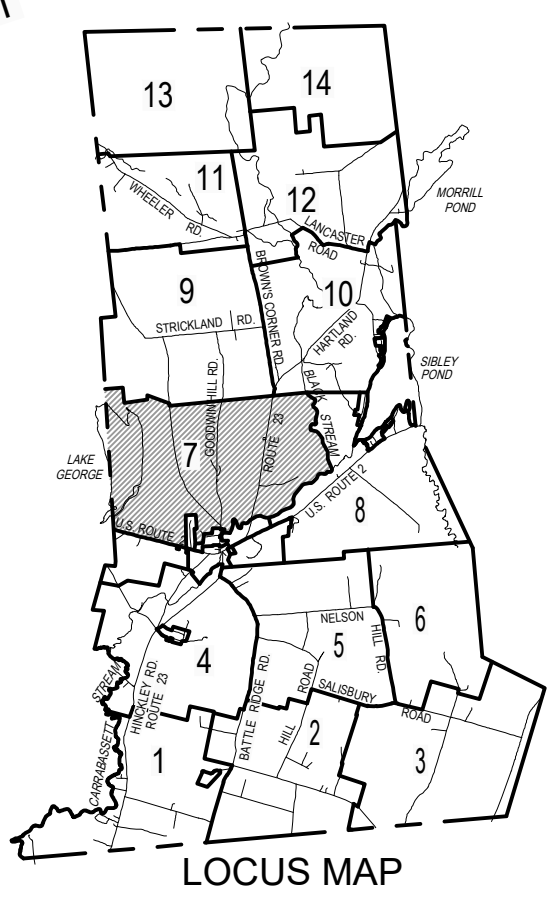 13
14
11
WHEELER
RD.
12
MORRILL
POND
LANCASTER
ROAD
9
BROWN'S CORNER RD.
10
STRICKLAND RD.
HARTLAND
RD.
SIBLEY
POND
GOODWIN HILL RD.
BLACK STREAM
LAKE
GEORGE
7
ROUTE 23
U.S. ROUTE 2
8
U.S. ROUTE
NELSON
HILL RD
6
5
4
STREAM
HINCKLEY RD.
ROUTE 23
BATTLE RIDGE RD.
ROAD
SALISBURY
ROAD
CARRABASSETT
HILL
2
1
3
LOCUS MAP